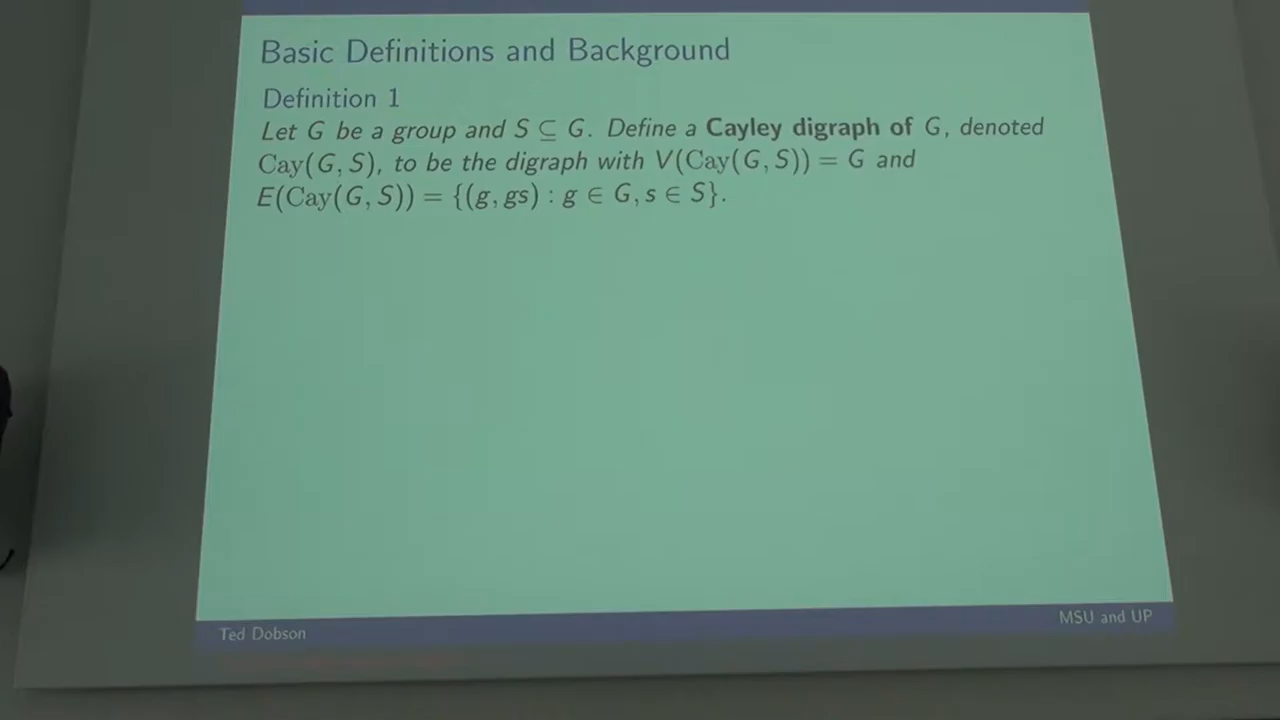 Basic Definitions and Background
Definition 1
Let G be a group and S ⊆ G. Define a Cayley digraph of G, denoted
Cay(G, S), to be the digraph with V(Cay(G, S)) = G and
E(Cay(G, S)) = {(g, gs) : g ∈ G, s ∈ S}.
Ted Dobson
MSU and UP